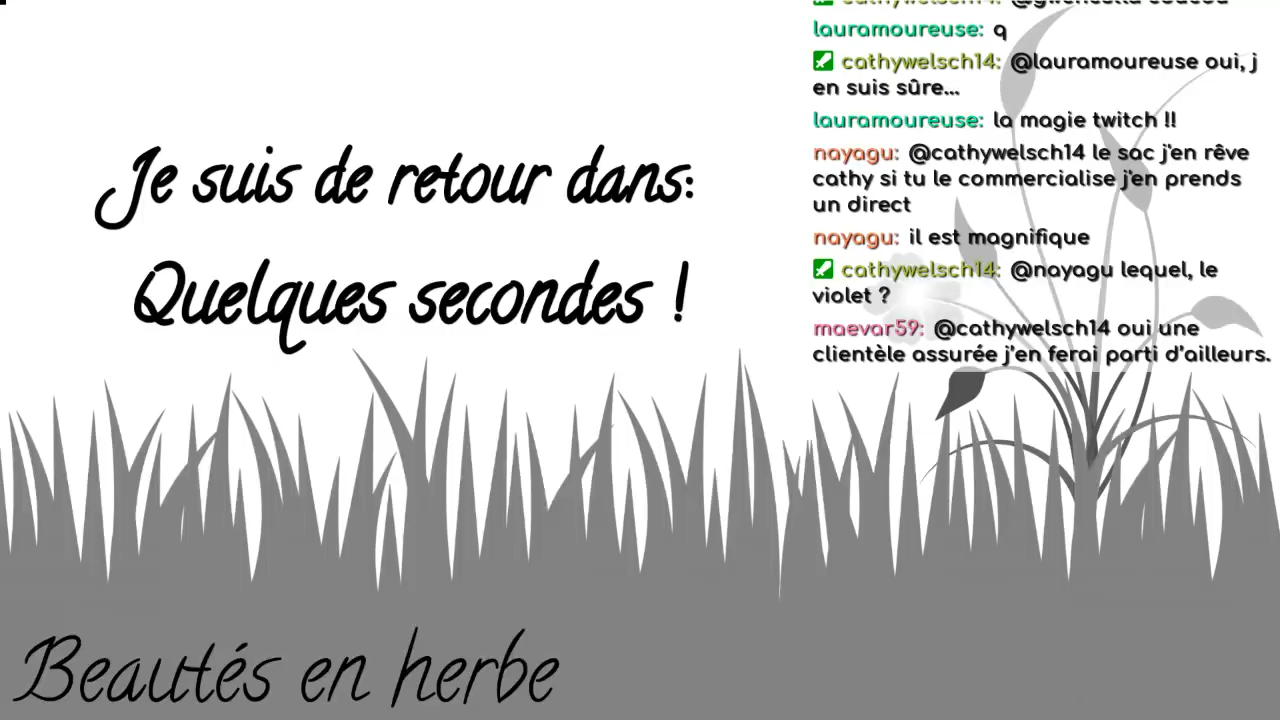 Je suis de retour dans:
Quelques secondes !
lauramoureuse: q
cathywelsch14: @lauramoureuse oui, j
en suis sûre...
lauramoureuse: la magie twitch !!
nayagu: @cathywelsch14 le sac j'en rêve
cathy si tu le commercialise j'en prends
un direct
nayagu: il est magnifique
cathywelsch14: @nayagu lequel, le
violet ?
maevar59: @cathywelsch14 oui une
clientèle assurée j'en ferai parti d'ailleurs.
Beautés en herbe